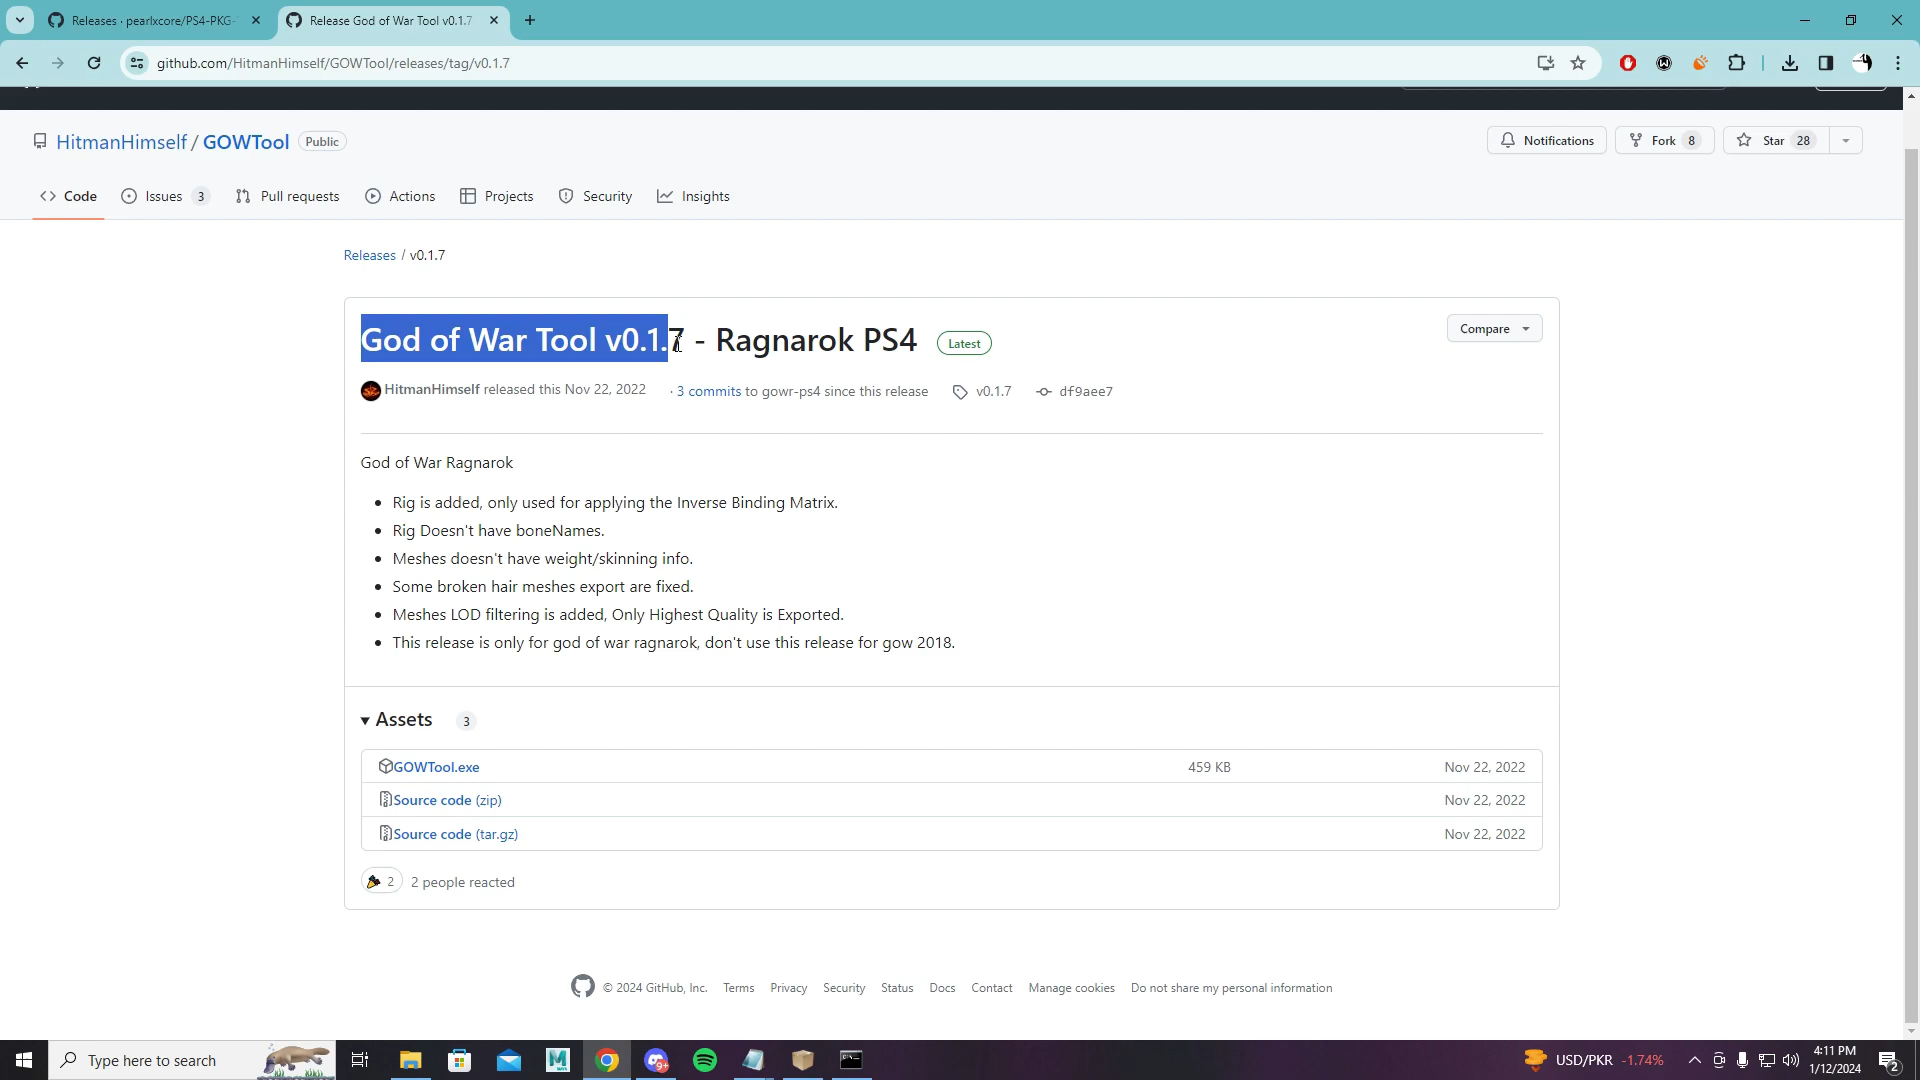 Releases · pearlxcore/PS4-PKG-
Release God of War Tool v0.1.7
github.com/HitmanHimself/GOWTool/releases/tag/v0.1.7
HitmanHimself / GOWTool Public
Notifications Fork 8 Star 28
Code Issues 3 Pull requests Actions Projects Security Insights
Releases / v0.1.7
God of War Tool v0.1.7 - Ragnarok PS4 Latest
Compare
HitmanHimself released this Nov 22, 2022 · 3 commits to gowr-ps4 since this release v0.1.7 df9aee7
God of War Ragnarok
• Rig is added, only used for applying the Inverse Binding Matrix.
• Rig Doesn't have boneNames.
• Meshes doesn't have weight/skinning info.
• Some broken hair meshes export are fixed.
• Meshes LOD filtering is added, Only Highest Quality is Exported.
• This release is only for god of war ragnarok, don't use this release for gow 2018.
Assets 3
GOWTool.exe 459 KB Nov 22, 2022
Source code (zip) Nov 22, 2022
Source code (tar.gz) Nov 22, 2022
2 2 people reacted
© 2024 GitHub, Inc. Terms Privacy Security Status Docs Contact Manage cookies Do not share my personal information
Type here to search
9+
USD/PKR -1.74%
4:11 PM
1/12/2024
2